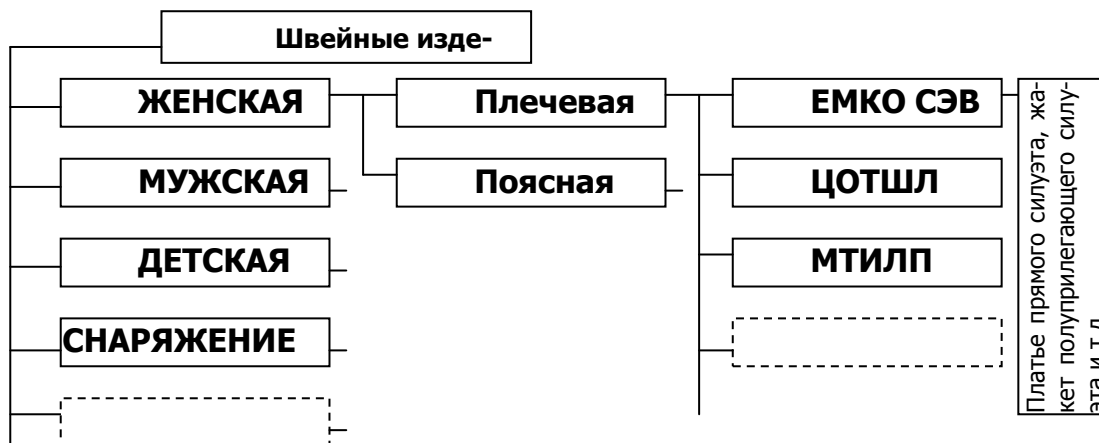 Швейные изде-
ЖЕНСКАЯ
Плечевая
ЕМКО СЭВ
МУЖСКАЯ
Поясная
ЦОТШЛ
ДЕТСКАЯ
МТИЛП
СНАРЯЖЕНИЕ
Платье прямого силуэта, жа-
кет полуприлегающего силу-
эта и т.д.